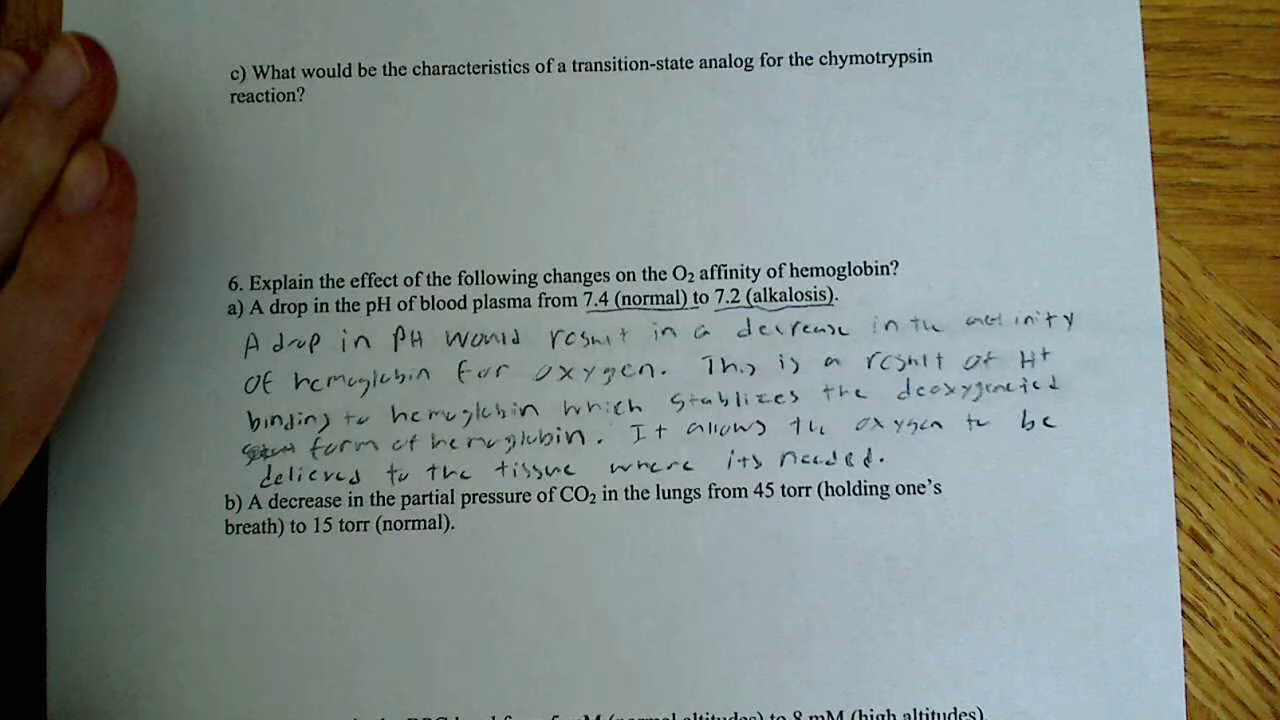 c) What would be the characteristics of a transition-state analog for the chymotrypsin
reaction?
6. Explain the effect of the following changes on the O₂ affinity of hemoglobin?
a) A drop in the pH of blood plasma from 7.4 (normal) to 7.2 (alkalosis).
A drop in PH would result in a decrease in the
of hemoglobin for oxygen. This is a result of H+
binding to hemoglobin which stablizes the
form of hemoglobin. It allows the oxygen to be
to the tissue where its needed.
b) A decrease in the partial pressure of CO₂ in the lungs from 45 torr (holding one's
breath) to 15 torr (normal).
to 8 mM (high altitudes)